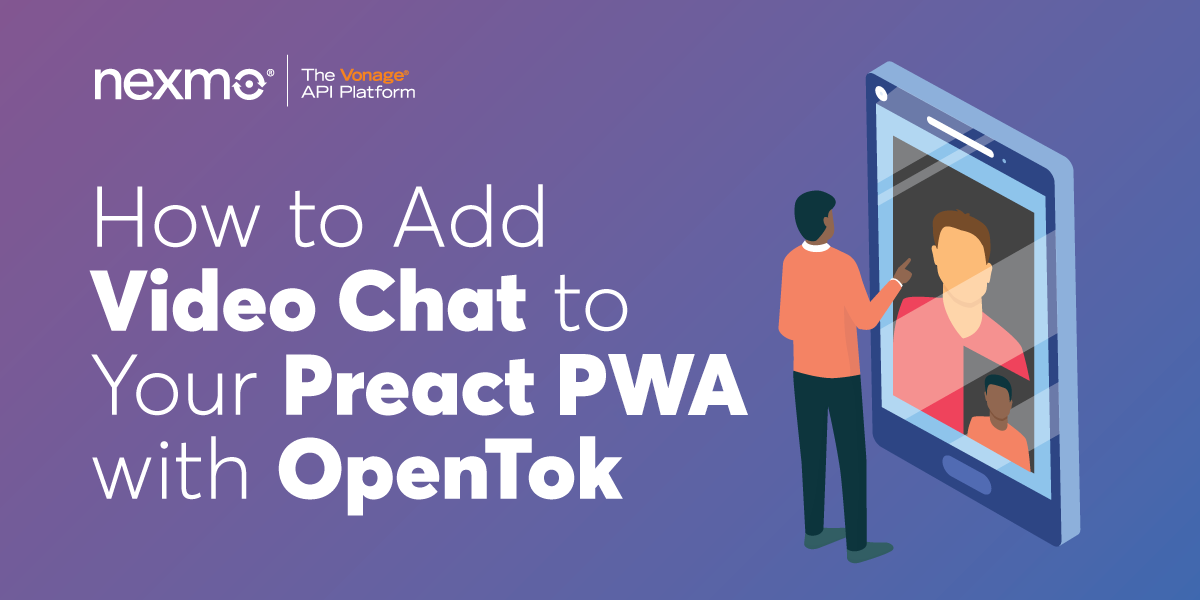 nexmo®
The Vonage®
API Platform
How to Add
Video Chat to
Your Preact PWA
with OpenTok